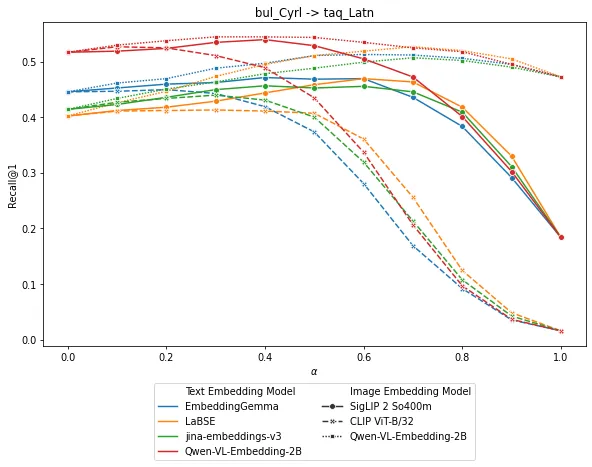 bul_Cyrl -> taq_Latn
Recall@1
0.5
0.4
0.3
0.2
0.1
0.0
0.0 0.2 0.4 0.6 0.8 1.0
α
Text Embedding Model
EmbeddingGemma
LaBSE
jina-embeddings-v3
Qwen-VL-Embedding-2B
Image Embedding Model
SigLIP 2 So400m
CLIP ViT-B/32
Qwen-VL-Embedding-2B